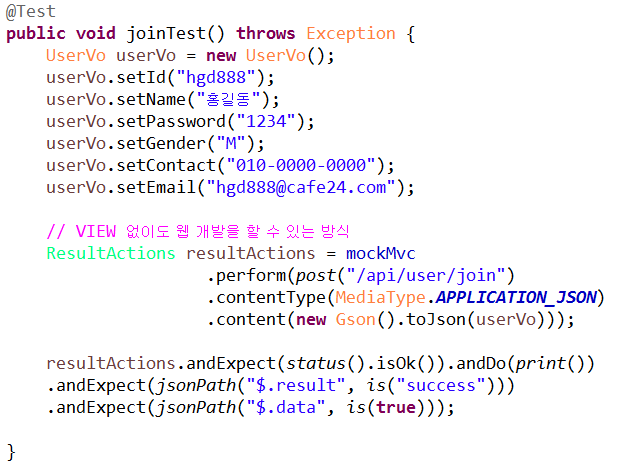 @Test
public void joinTest() throws Exception {
    UserVo userVo = new UserVo();
    userVo.setId("hgd888");
    userVo.setName("홍길동");
    userVo.setPassword("1234");
    userVo.setGender("M");
    userVo.setContact("010-0000-0000");
    userVo.setEmail("hgd888@cafe24.com");

    // VIEW 없이도 웹 개발을 할 수 있는 방식
    ResultActions resultActions = mockMvc
                    .perform(post("/api/user/join")
                    .contentType(MediaType.APPLICATION_JSON)
                    .content(new Gson().toJson(userVo)));

    resultActions.andExpect(status().isOk()).andDo(print())
    .andExpect(jsonPath("$.result", is("success")))
    .andExpect(jsonPath("$.data", is(true)));

}